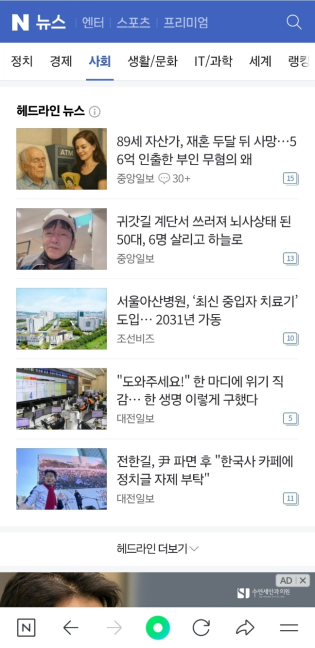 N 뉴스 엔터 스포츠 프리미엄
정치 경제 사회 생활/문화 IT/과학 세계 랭킹
헤드라인 뉴스
89세 자산가, 재혼 두달 뒤 사망…5
6억 인출한 부인 무혐의 왜
중앙일보 30+ 15
귀갓길 계단서 쓰러져 뇌사상태 된
50대, 6명 살리고 하늘로
중앙일보 13
서울아산병원, ‘최신 중입자 치료기’
도입… 2031년 가동
조선비즈 10
"도와주세요!" 한 마디에 위기 직
감… 한 생명 이렇게 구했다
대전일보 5
전한길, 尹 파면 후 "한국사 카페에
정치글 자제 부탁"
대전일보 11
헤드라인 더보기
AD
N